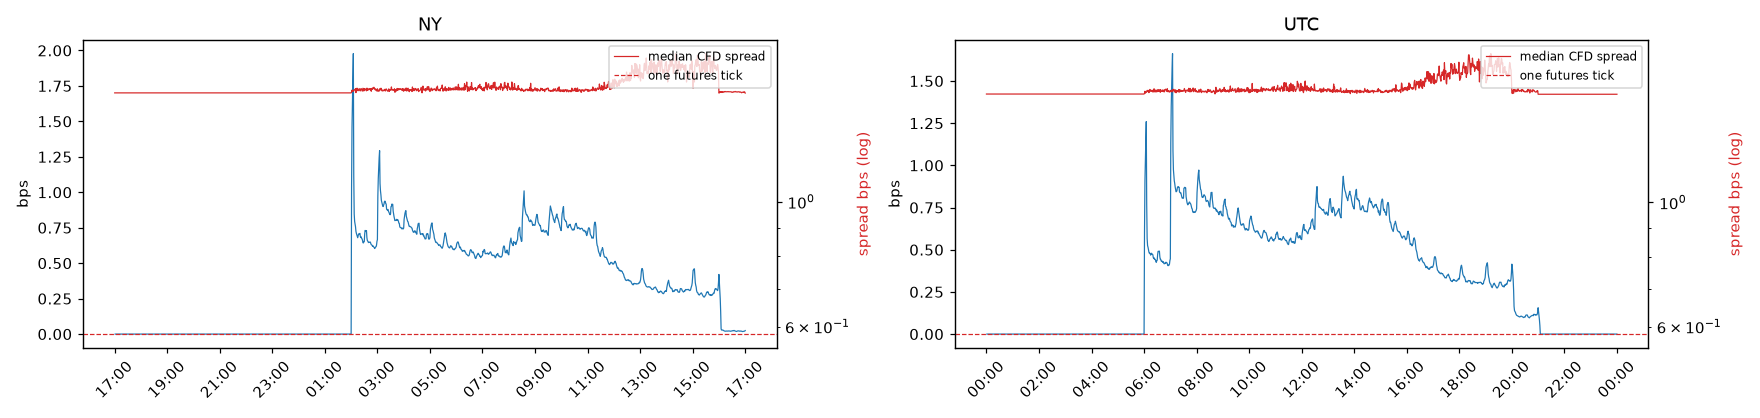 NY
bps
2.00
1.75
1.50
1.25
1.00
0.75
0.50
0.25
0.00
median CFD spread
one futures tick
10⁰
6 × 10⁻¹
spread bps (log)
17:00 19:00 21:00 23:00 01:00 03:00 05:00 07:00 09:00 11:00 13:00 15:00 17:00
UTC
bps
1.50
1.25
1.00
0.75
0.50
0.25
0.00
median CFD spread
one futures tick
10⁰
6 × 10⁻¹
spread bps (log)
00:00 02:00 04:00 06:00 08:00 10:00 12:00 14:00 16:00 18:00 20:00 22:00 00:00